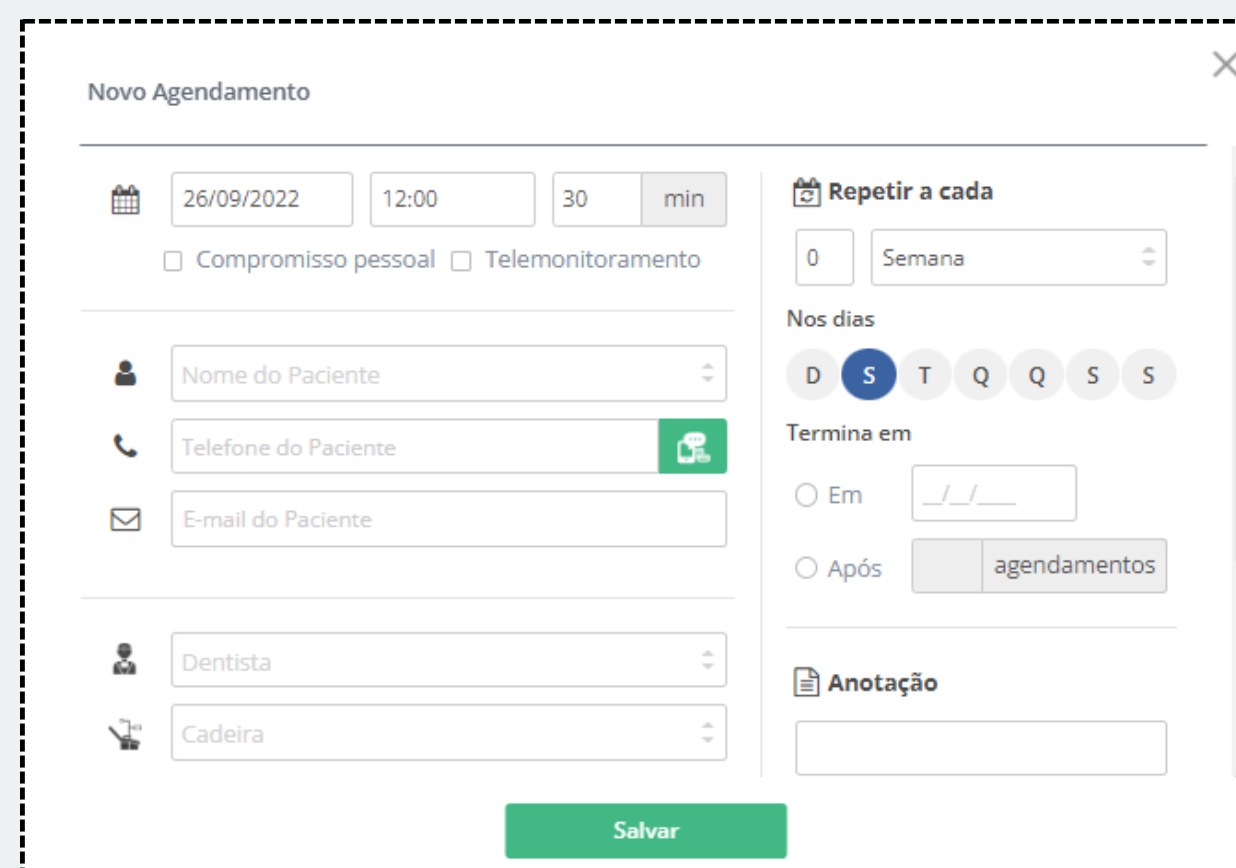 Novo Agendamento
26/09/2022 12:00 30 min
Compromisso pessoal Telemonitoramento
Nome do Paciente
Telefone do Paciente
E-mail do Paciente
Dentista
Cadeira
Repetir a cada
0 Semana
Nos dias
D S T Q Q S S
Termina em
Em __/__/____
Após agendamentos
Anotação
Salvar